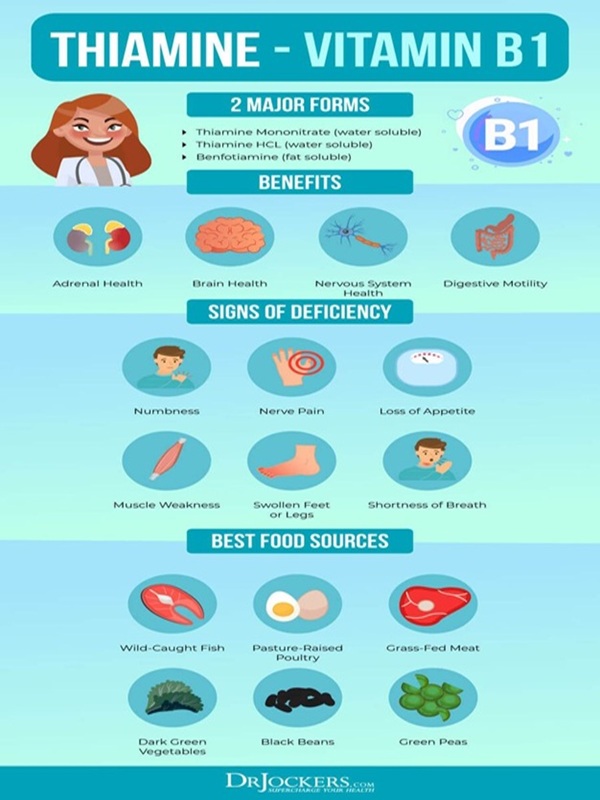 THIAMINE - VITAMIN B1
2 MAJOR FORMS
Thiamine Mononitrate (water soluble)
Thiamine HCL (water soluble)
Benfotiamine (fat soluble)
B1
BENEFITS
Adrenal Health
Brain Health
Nervous System
Health
Digestive Motility
SIGNS OF DEFICIENCY
Numbness
Nerve Pain
Loss of Appetite
Muscle Weakness
Swollen Feet
or Legs
Shortness of Breath
BEST FOOD SOURCES
Wild-Caught Fish
Pasture-Raised
Poultry
Grass-Fed Meat
Dark Green
Vegetables
Black Beans
Green Peas
DRJOCKERS.COM
SUPERCHARGE YOUR HEALTH